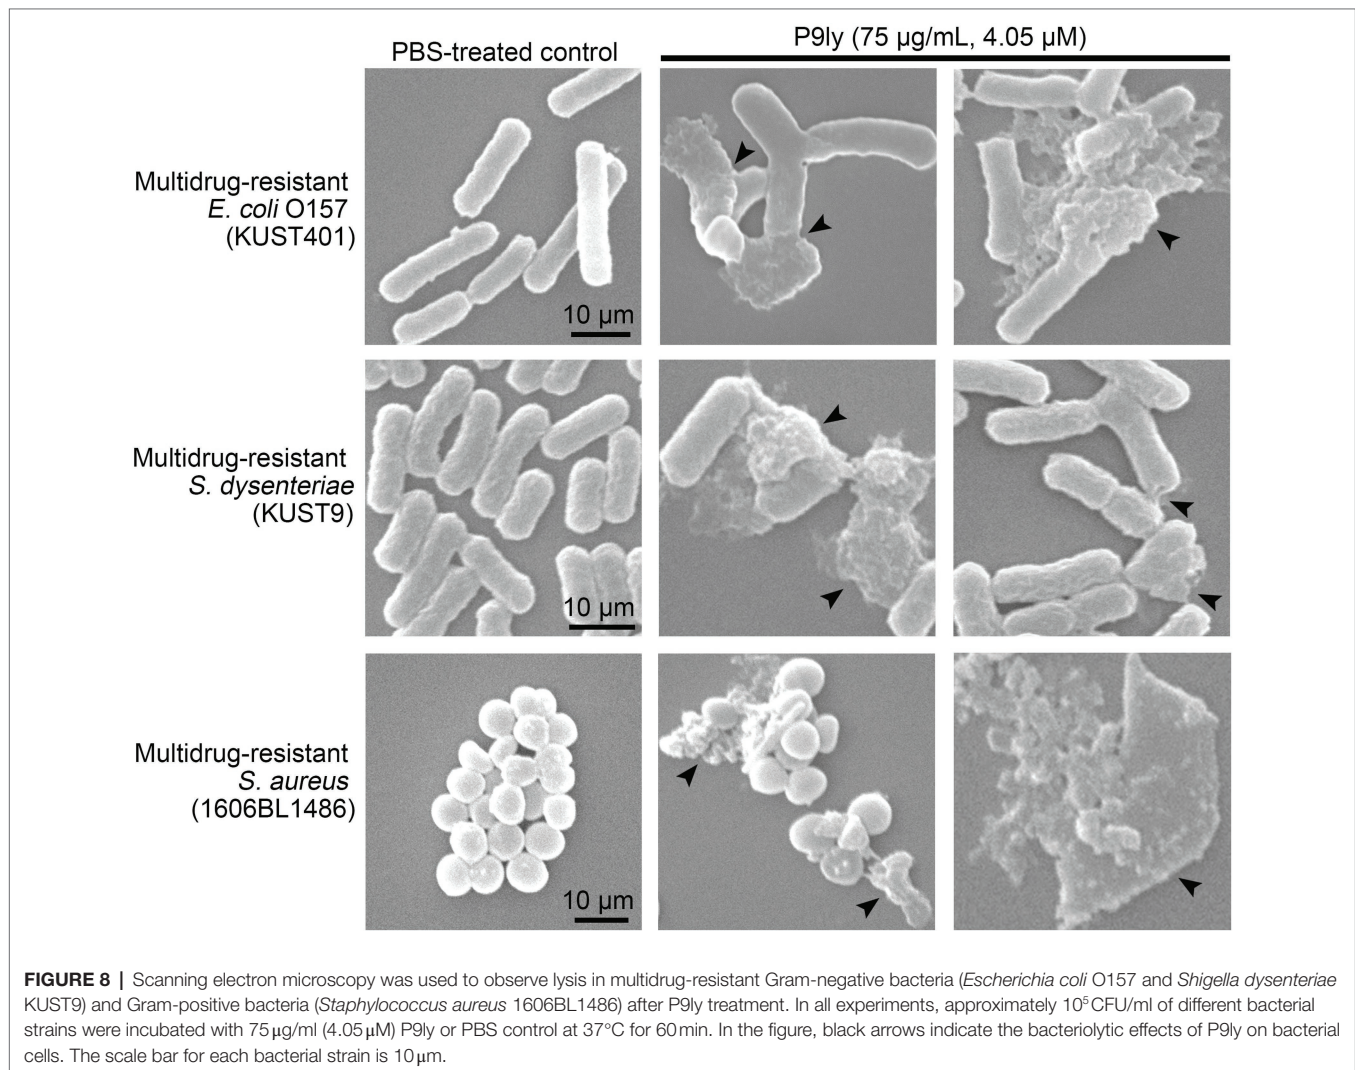 PBS-treated control
P9ly (75 µg/mL, 4.05 µM)
Multidrug-resistant
E. coli O157
(KUST401)
10 µm
Multidrug-resistant
S. dysenteriae
(KUST9)
10 µm
Multidrug-resistant
S. aureus
(1606BL1486)
10 µm
FIGURE 8 | Scanning electron microscopy was used to observe lysis in multidrug-resistant Gram-negative bacteria (Escherichia coli O157 and Shigella dysenteriae
KUST9) and Gram-positive bacteria (Staphylococcus aureus 1606BL1486) after P9ly treatment. In all experiments, approximately 10⁵ CFU/ml of different bacterial
strains were incubated with 75 µg/ml (4.05 µM) P9ly or PBS control at 37°C for 60 min. In the figure, black arrows indicate the bacteriolytic effects of P9ly on bacterial
cells. The scale bar for each bacterial strain is 10 µm.